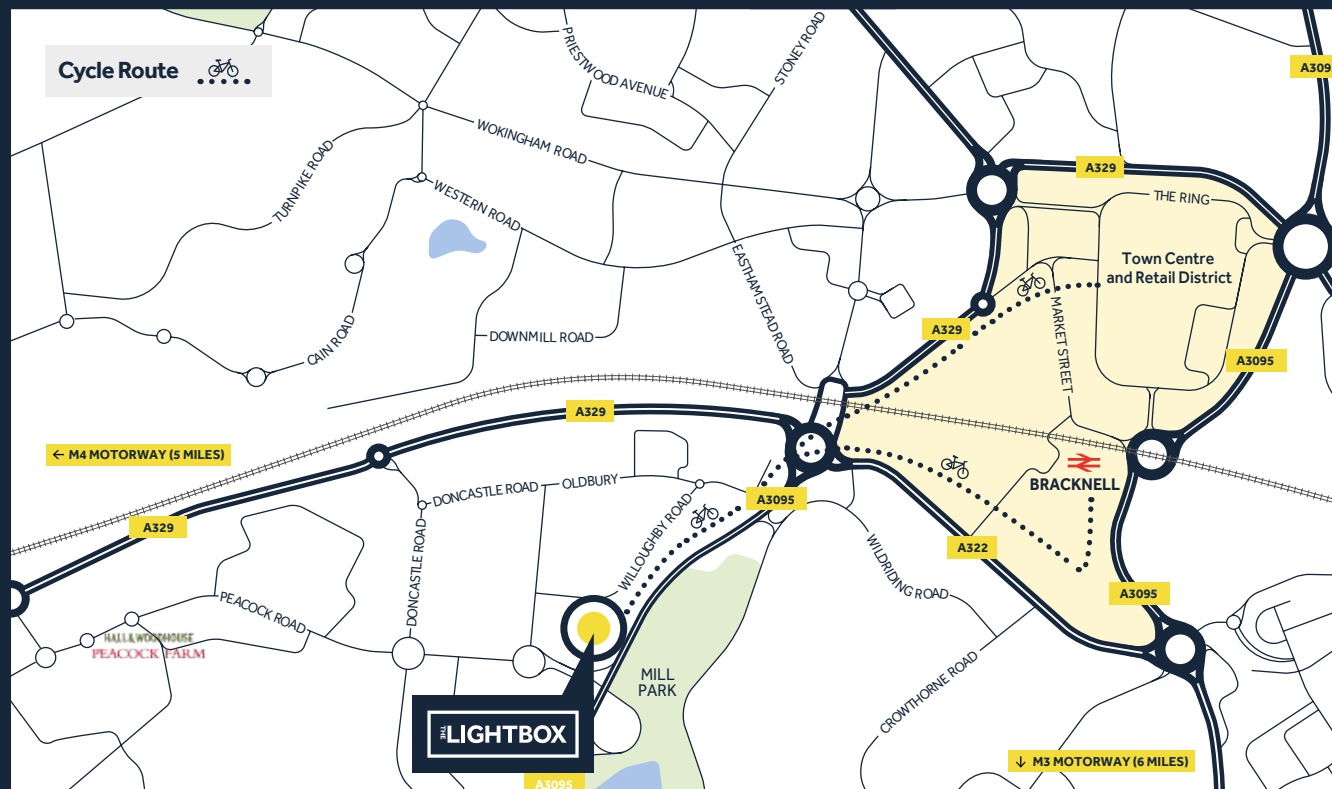 Cycle Route
PRIESTWOOD AVENUE
STONEY ROAD
A309
WOKINGHAM ROAD
TURNPIKE ROAD
WESTERN ROAD
A329
THE RING
Town Centre
and Retail District
EASTHAM STEAD ROAD
CAIN ROAD
DOWNMILL ROAD
A329
MARKET STREET
A3095
A329
← M4 MOTORWAY (5 MILES)
DONCASTLE ROAD
OLDBURY
A3095
BRACKNELL
A329
WILLOUGHBY ROAD
DONCASTLE ROAD
A322
WILDRIDING ROAD
A3095
PEACOCK ROAD
HALL & WOODHOUSE
PEACOCK FARM
MILL
PARK
CROWTHORNE ROAD
THE LIGHTBOX
↓ M3 MOTORWAY (6 MILES)
A3095